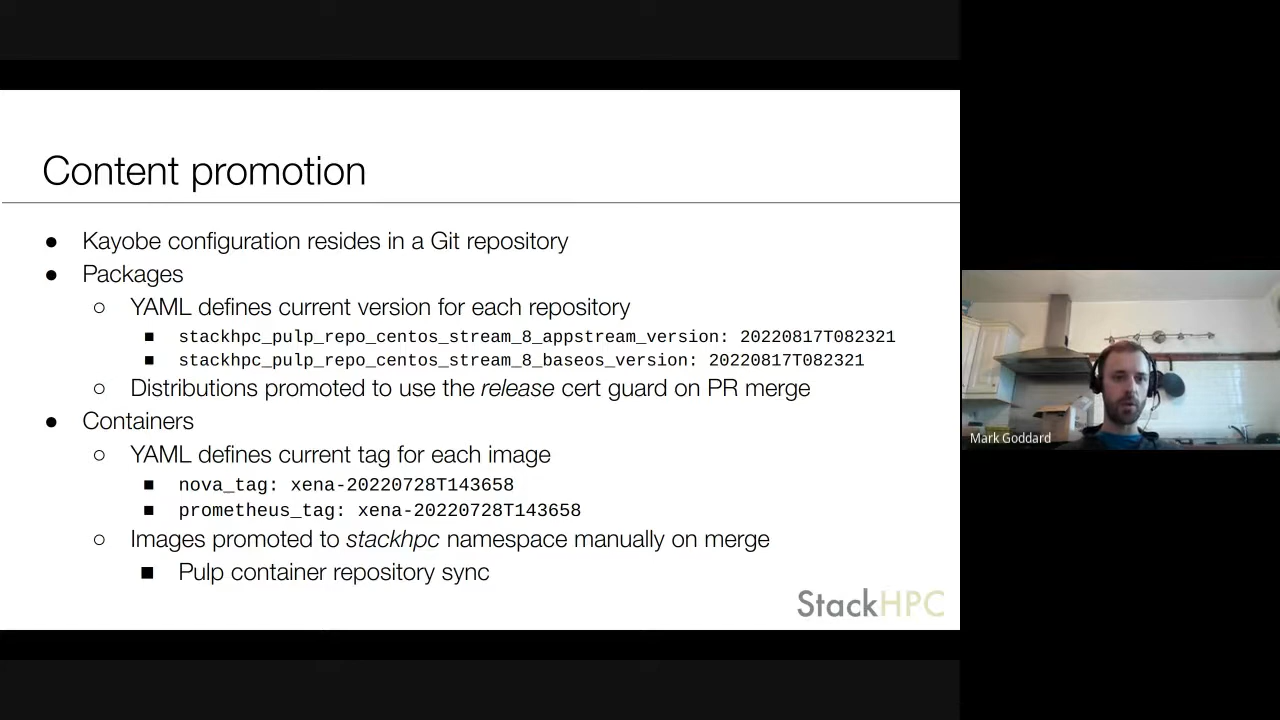 Content promotion
● Kayobe configuration resides in a Git repository
● Packages
○ YAML defines current version for each repository
■ stackhpc_pulp_repo_centos_stream_8_appstream_version: 20220817T082321
■ stackhpc_pulp_repo_centos_stream_8_baseos_version: 20220817T082321
○ Distributions promoted to use the release cert guard on PR merge
● Containers
○ YAML defines current tag for each image
■ nova_tag: xena-20220728T143658
■ prometheus_tag: xena-20220728T143658
○ Images promoted to stackhpc namespace manually on merge
■ Pulp container repository sync
StackHPC
Mark Goddard